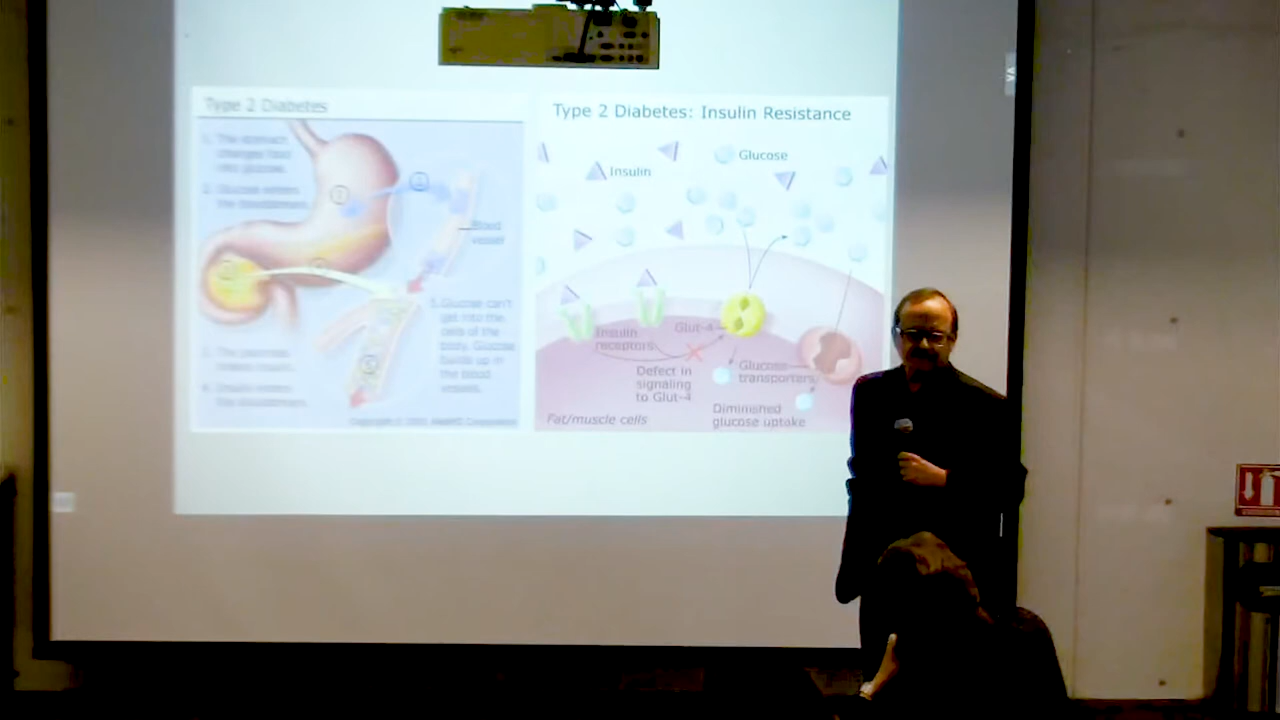 Type 2 Diabetes
1. The stomach
changes food
into glucose.
2. Glucose enters
the bloodstream.
Blood
vessel
3. The pancreas
makes insulin.
4. Insulin enters
the bloodstream.
5. Glucose can't
get into the
cells of the
body. Glucose
builds up in
the blood
vessels.
Type 2 Diabetes: Insulin Resistance
Glucose
Insulin
Insulin
receptors
Glut-4
Defect in
signaling
to Glut-4
Glucose
transporters
Diminished
glucose uptake
Fat/muscle cells